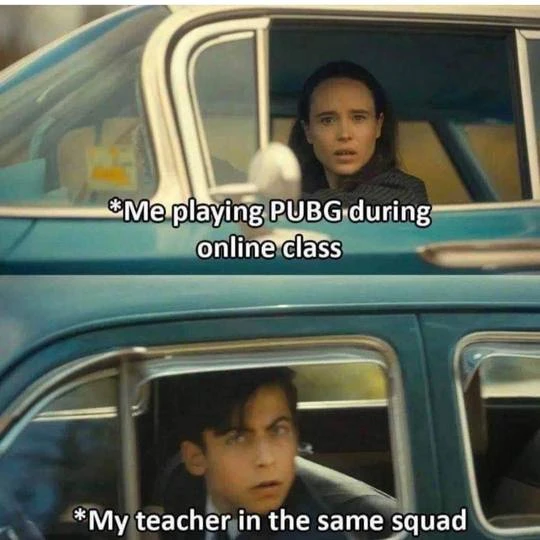 *Me playing PUBG during
online class
*My teacher in the same squad